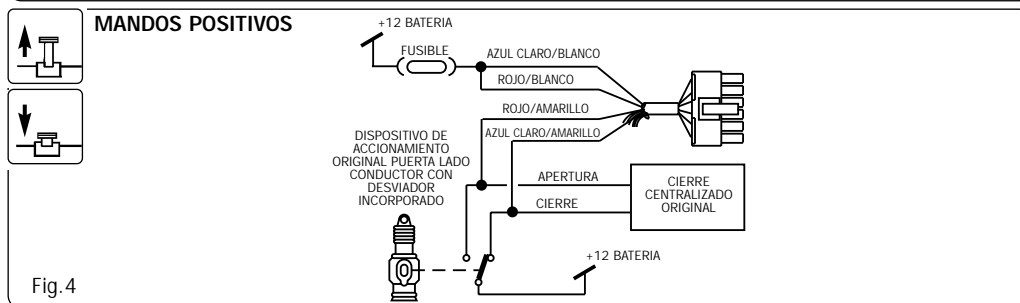 MANDOS POSITIVOS
+12 BATERIA
FUSIBLE
AZUL CLARO/BLANCO
ROJO/BLANCO
ROJO/AMARILLO
AZUL CLARO/AMARILLO
DISPOSITIVO DE
ACCIONAMIENTO
ORIGINAL PUERTA LADO
CONDUCTOR CON
DESVIADOR
INCORPORADO
APERTURA
CIERRE
CIERRE
CENTRALIZADO
ORIGINAL
+12 BATERIA
Fig.4